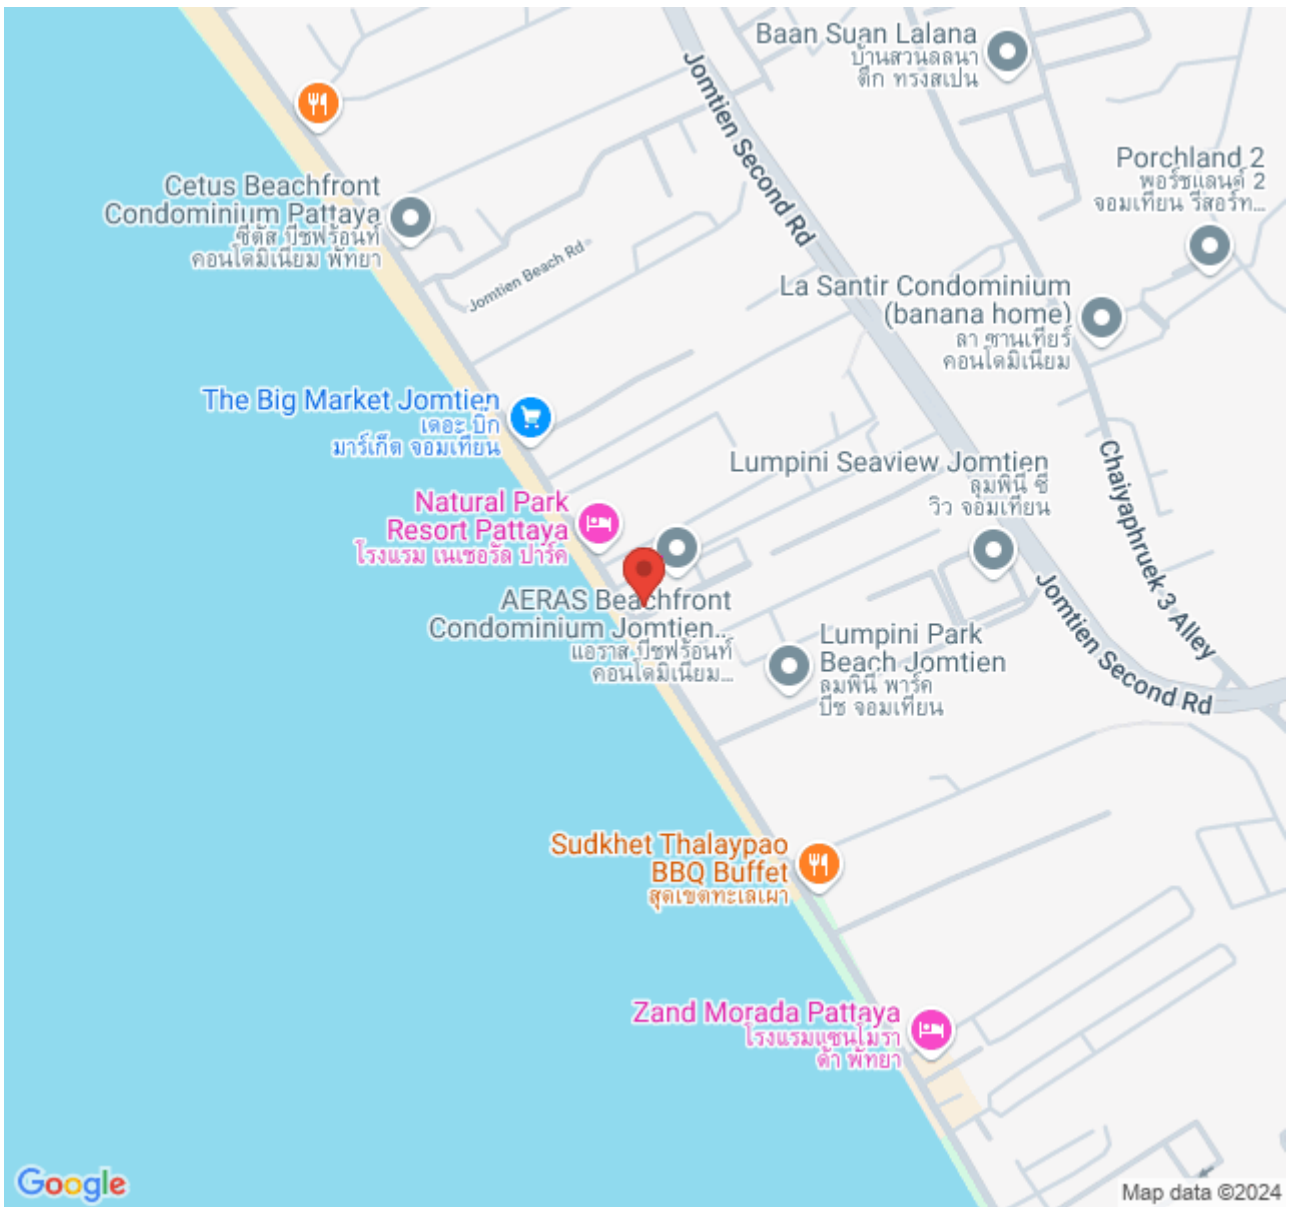 Baan Suan Lalana
บ้านสวนลลนา
ตึก ทรงสเปน
Jomtien Second Rd
Porchland 2
พอร์ชแลนด์ 2
จอมเทียน รีสอร์ท...
Cetus Beachfront
Condominium Pattaya
ซีตัส บีชฟร้อนท์
คอนโดมิเนียม พัทยา
Jomtien Beach Rd
La Santir Condominium
(banana home)
ลา ซานเทียร์
คอนโดมิเนียม
The Big Market Jomtien
เดอะ บิ๊ก
มาร์เก็ต จอมเทียน
Chaiyaphruek 3 Alley
Lumpini Seaview Jomtien
ลุมพินี ซี
วิว จอมเทียน
Natural Park
Resort Pattaya
โรงแรม เนเชอรัล ปาร์ค
AERAS Beachfront
Condominium Jomtien...
แอราส บีชฟร้อนท์
คอนโดมิเนียม...
Jomtien Second Rd
Lumpini Park
Beach Jomtien
ลุมพินี พาร์ค
บีช จอมเทียน
Sudkhet Thalaypao
BBQ Buffet
สุดเขตทะเลเผา
Zand Morada Pattaya
โรงแรมแซนโมรา
ด้า พัทยา
Google
Map data ©2024